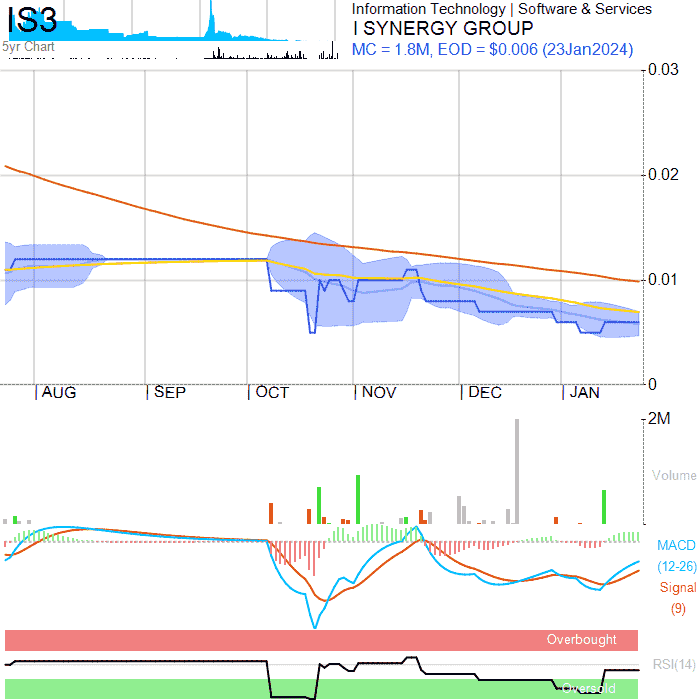 IS3
Information Technology | Software & Services
I SYNERGY GROUP
5yr Chart
MC = 1.8M, EOD = $0.006 (23Jan2024)
0.03
0.02
0.01
0
AUG SEP OCT NOV DEC JAN
2M
Volume
MACD
(12-26)
Signal
(9)
Overbought
RSI(14)
Oversold